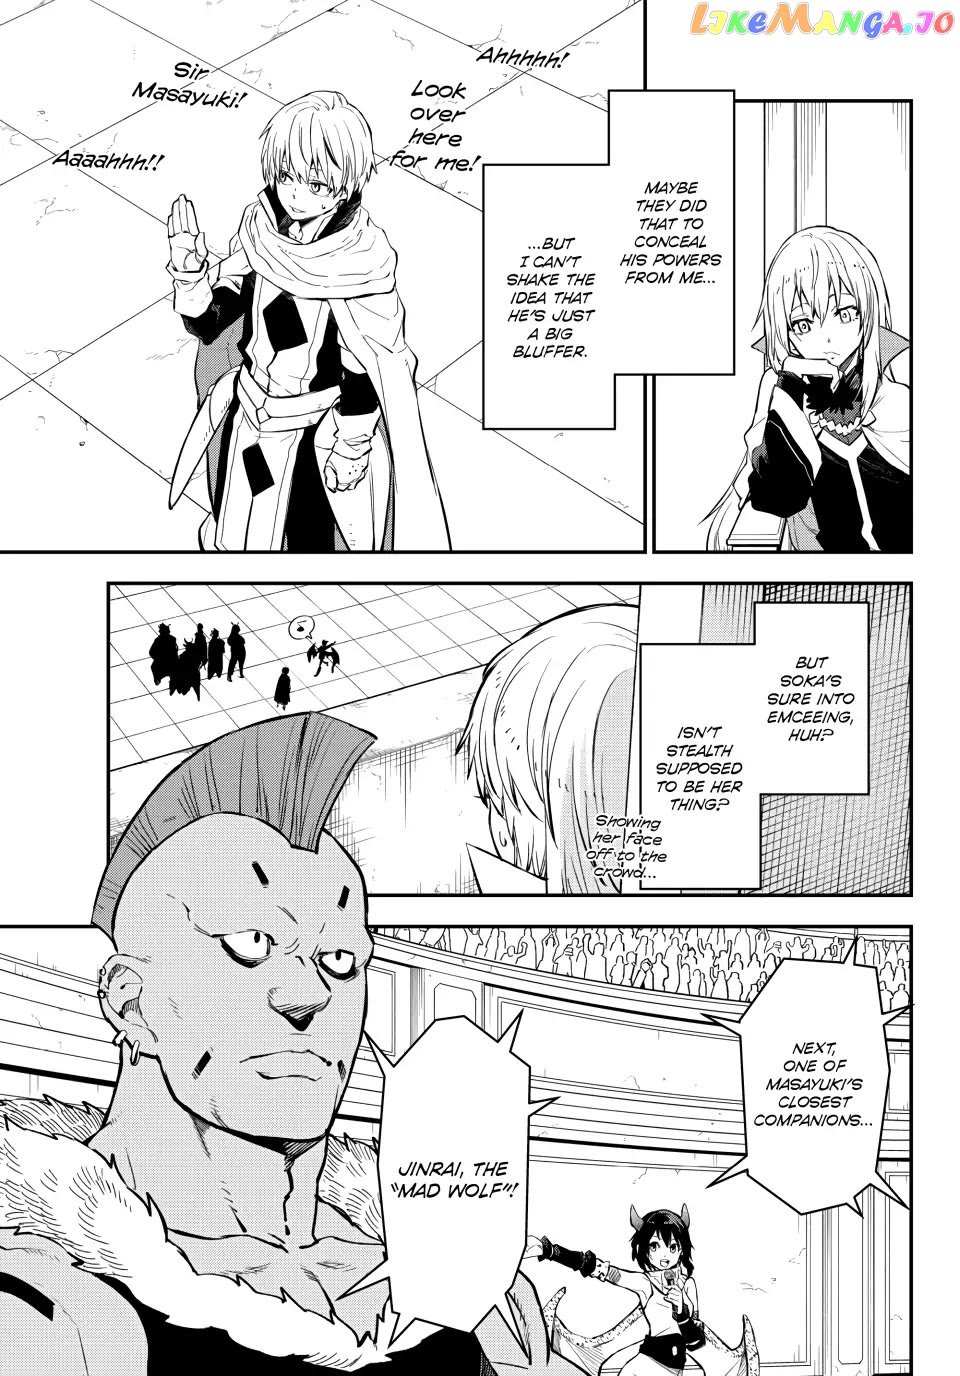 LIKEMANGA.IO
MAYBE
THEY DID
THAT TO
CONCEAL
HIS POWERS
FROM ME...
...BUT
I CAN'T
SHAKE THE
IDEA THAT
HE'S JUST
A BIG
BLUFFER.
Ahhhhh!
Look
over
here
for me!
Sir
Masayuki!
Aaaahhh!!
BUT
SOKA'S
SURE INTO
EMCEEING,
HUH?
ISN'T
STEALTH
SUPPOSED
TO BE HER
THING?
Showing
her face
off to the
crowd...
NEXT,
ONE OF
MASAYUKI'S
CLOSEST
COMPANIONS...
JINRAI, THE
"MAD WOLF"!